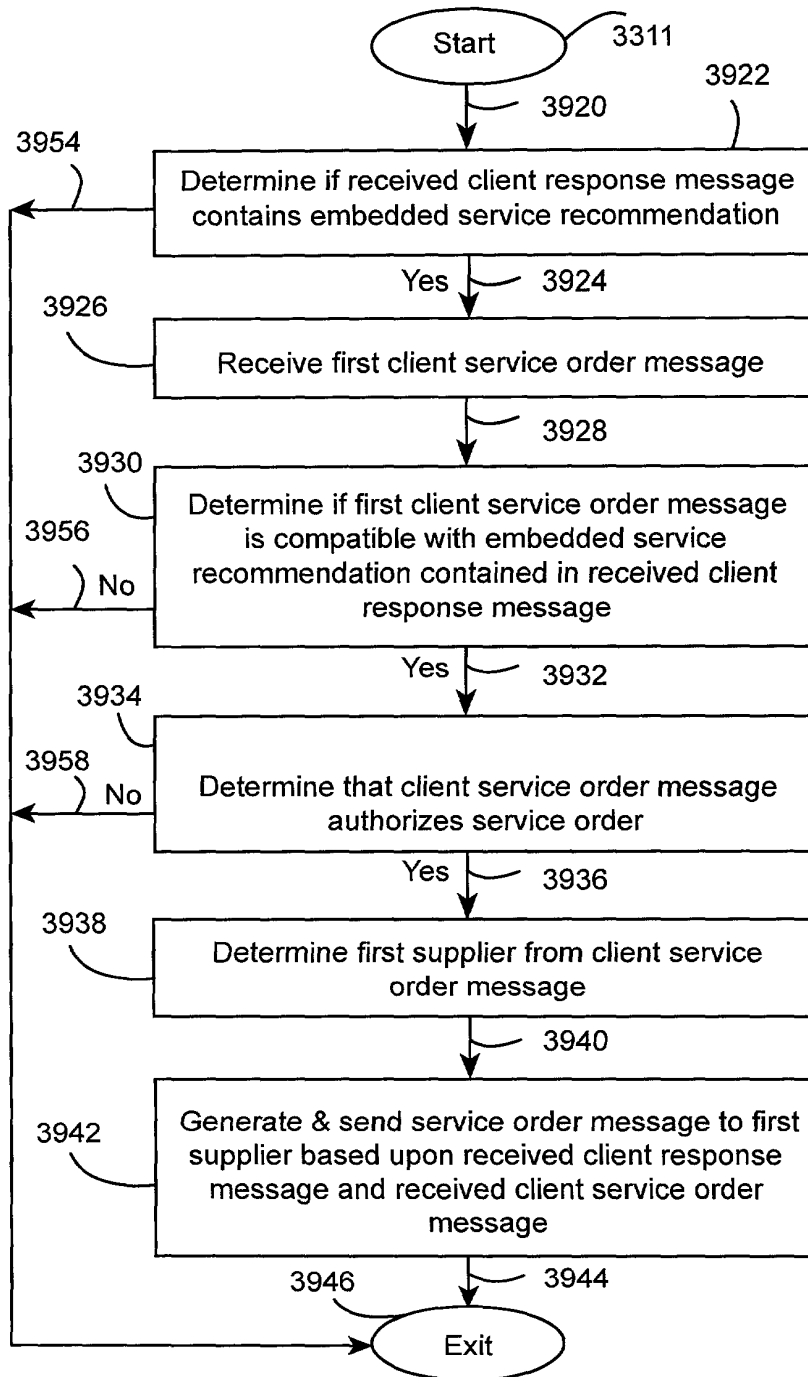 Start
3311
3920
3922
3954
Determine if received client response message
contains embedded service recommendation
Yes
3924
3926
Receive first client service order message
3928
3930
Determine if first client service order message
is compatible with embedded service
recommendation contained in received client
response message
3956
No
Yes
3932
3934
3958
No
Determine that client service order message
authorizes service order
Yes
3936
3938
Determine first supplier from client service
order message
3940
3942
Generate & send service order message to first
supplier based upon received client response
message and received client service order
message
3944
3946
Exit